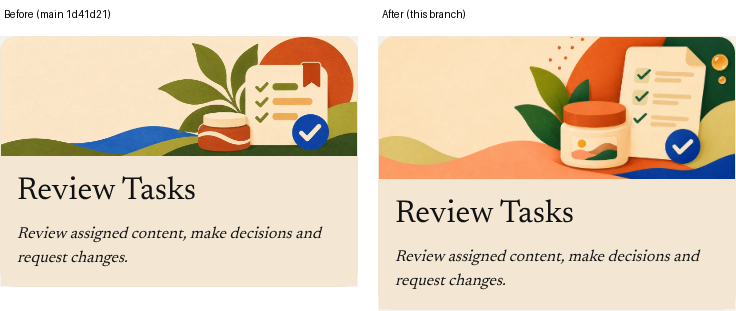 Before (main 1d41d21)
After (this branch)
Review Tasks
Review assigned content, make decisions and
request changes.
Review Tasks
Review assigned content, make decisions and
request changes.